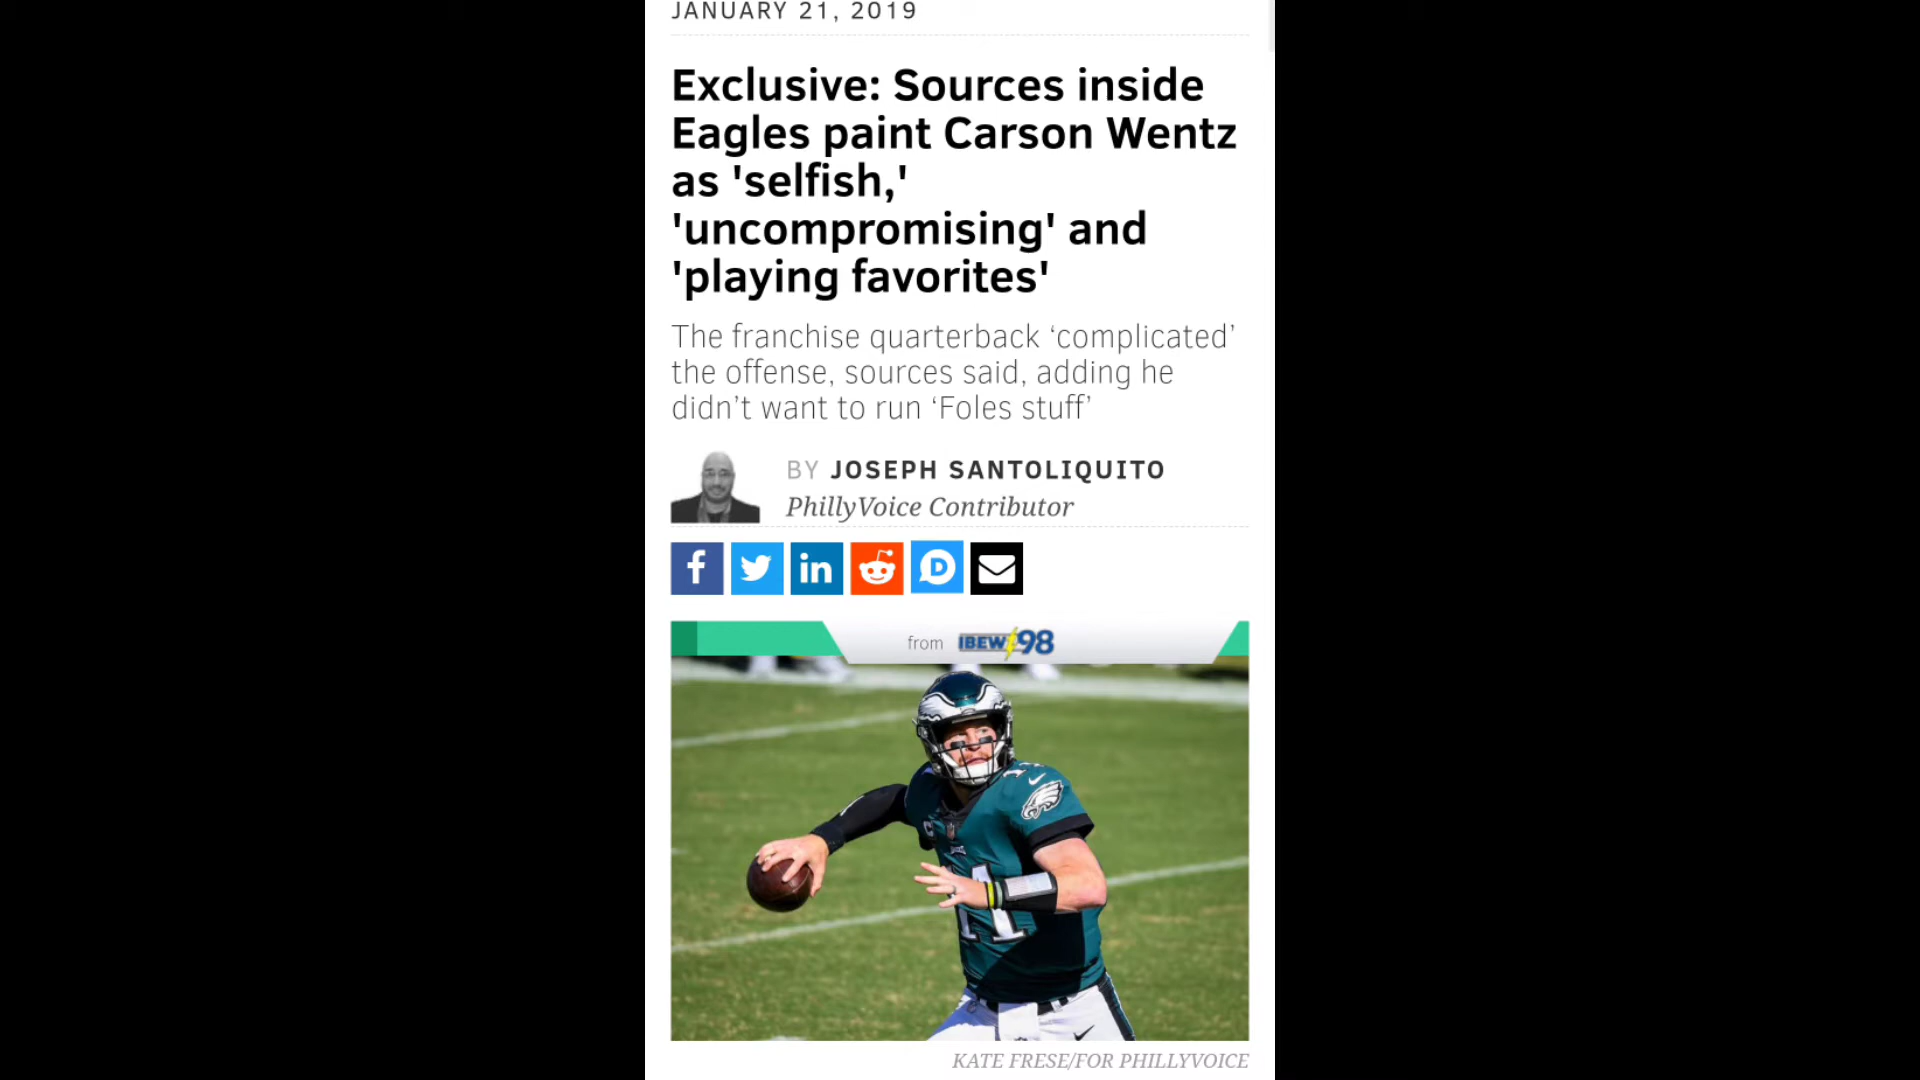 JANUARY 21, 2019
Exclusive: Sources inside
Eagles paint Carson Wentz
as 'selfish,'
'uncompromising' and
'playing favorites'
The franchise quarterback ‘complicated’
the offense, sources said, adding he
didn’t want to run ‘Foles stuff’
BY JOSEPH SANTOLIQUITO
PhillyVoice Contributor
f in D
from IBEW 98
11
KATE FRESE/FOR PHILLYVOICE